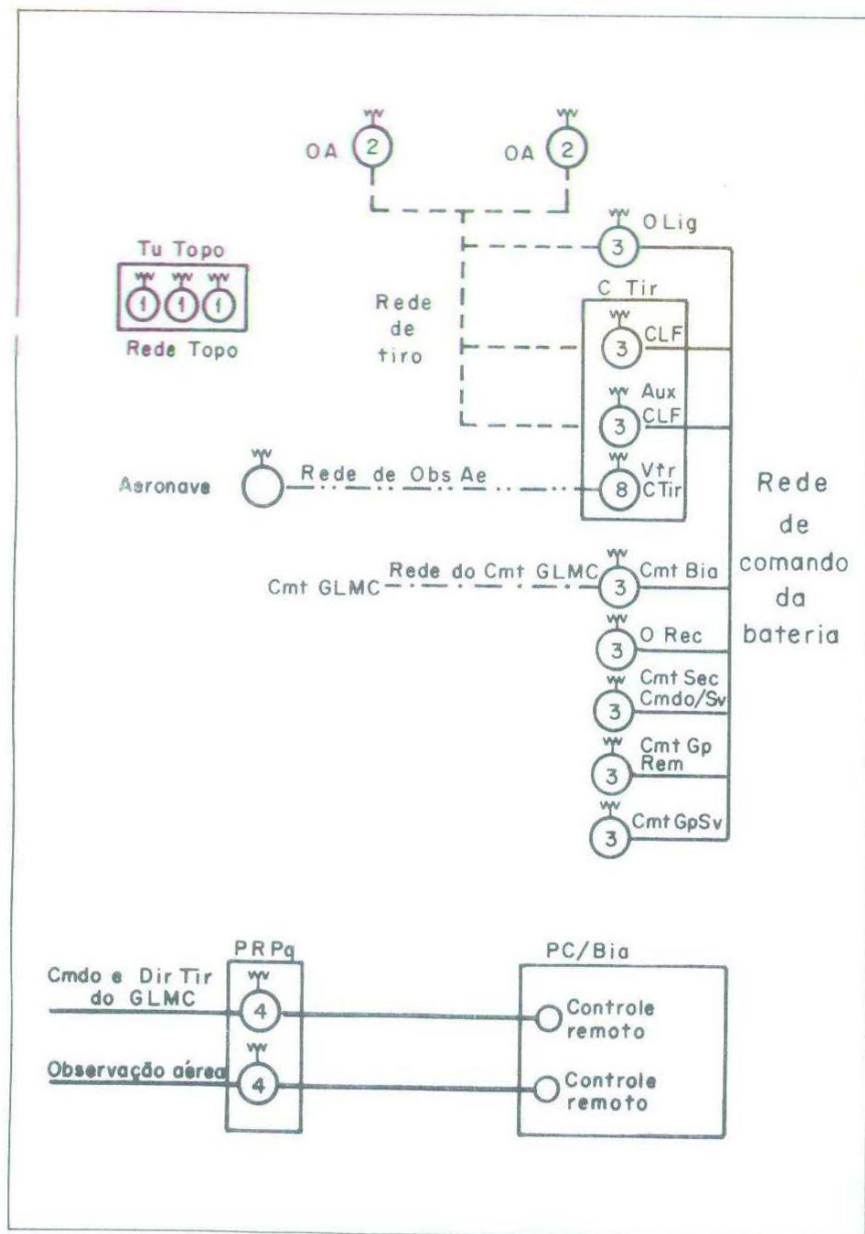 OA 2
OA 2
O Lig
3
Tu Topo
1 1 1
Rede Topo
Rede
de
tiro
C Tir
3 CLF
Aux
3 CLF
Vtr
8 CTir
Aeronave
Rede de Obs Ae
Cmt GLMC
Rede do Cmt GLMC
3 Cmt Bia
3 O Rec
Cmt Sec
3 Cmdo/Sv
Cmt Gp
3 Rem
3 Cmt GpSv
Rede
de
comando
da
bateria
PRPq
PC/Bia
Cmdo e Dir Tir
do GLMC
4
Controle
remoto
Observação aérea
4
Controle
remoto